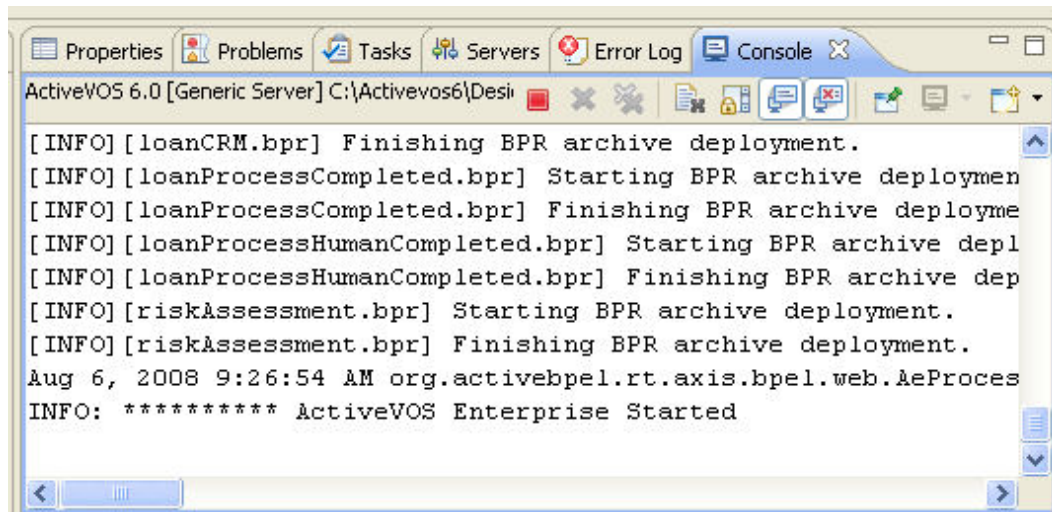 Properties Problems Tasks Servers Error Log Console
ActiveVOS 6.0 [Generic Server] C:\Activevos6\Desi
[INFO][loanCRM.bpr] Finishing BPR archive deployment.
[INFO][loanProcessCompleted.bpr] Starting BPR archive deploymen
[INFO][loanProcessCompleted.bpr] Finishing BPR archive deployme
[INFO][loanProcessHumanCompleted.bpr] Starting BPR archive depl
[INFO][loanProcessHumanCompleted.bpr] Finishing BPR archive dep
[INFO][riskAssessment.bpr] Starting BPR archive deployment.
[INFO][riskAssessment.bpr] Finishing BPR archive deployment.
Aug 6, 2008 9:26:54 AM org.activebpel.rt.axis.bpel.web.AeProces
INFO: ********** ActiveVOS Enterprise Started